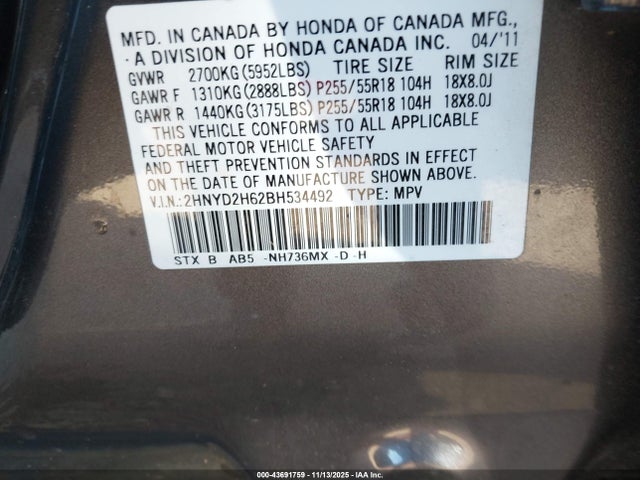 MFD. IN CANADA BY HONDA OF CANADA MFG.,
A DIVISION OF HONDA CANADA INC. 04/'11
GVWR 2700KG(5952LBS) TIRE SIZE RIM SIZE
GAWR F 1310KG(2888LBS) P255/55R18 104H 18X8.0J
GAWR R 1440KG(3175LBS) P255/55R18 104H 18X8.0J
THIS VEHICLE CONFORMS TO ALL APPLICABLE
FEDERAL MOTOR VEHICLE SAFETY
AND THEFT PREVENTION STANDARDS IN EFFECT
ON THE DATE OF MANUFACTURE SHOWN ABOVE.
V.I.N.:2HNYD2H62BH534492 TYPE: MPV
STX B AB5 -NH736MX -D -H
000-43691759 - 11/13/2025 - IAA Inc.